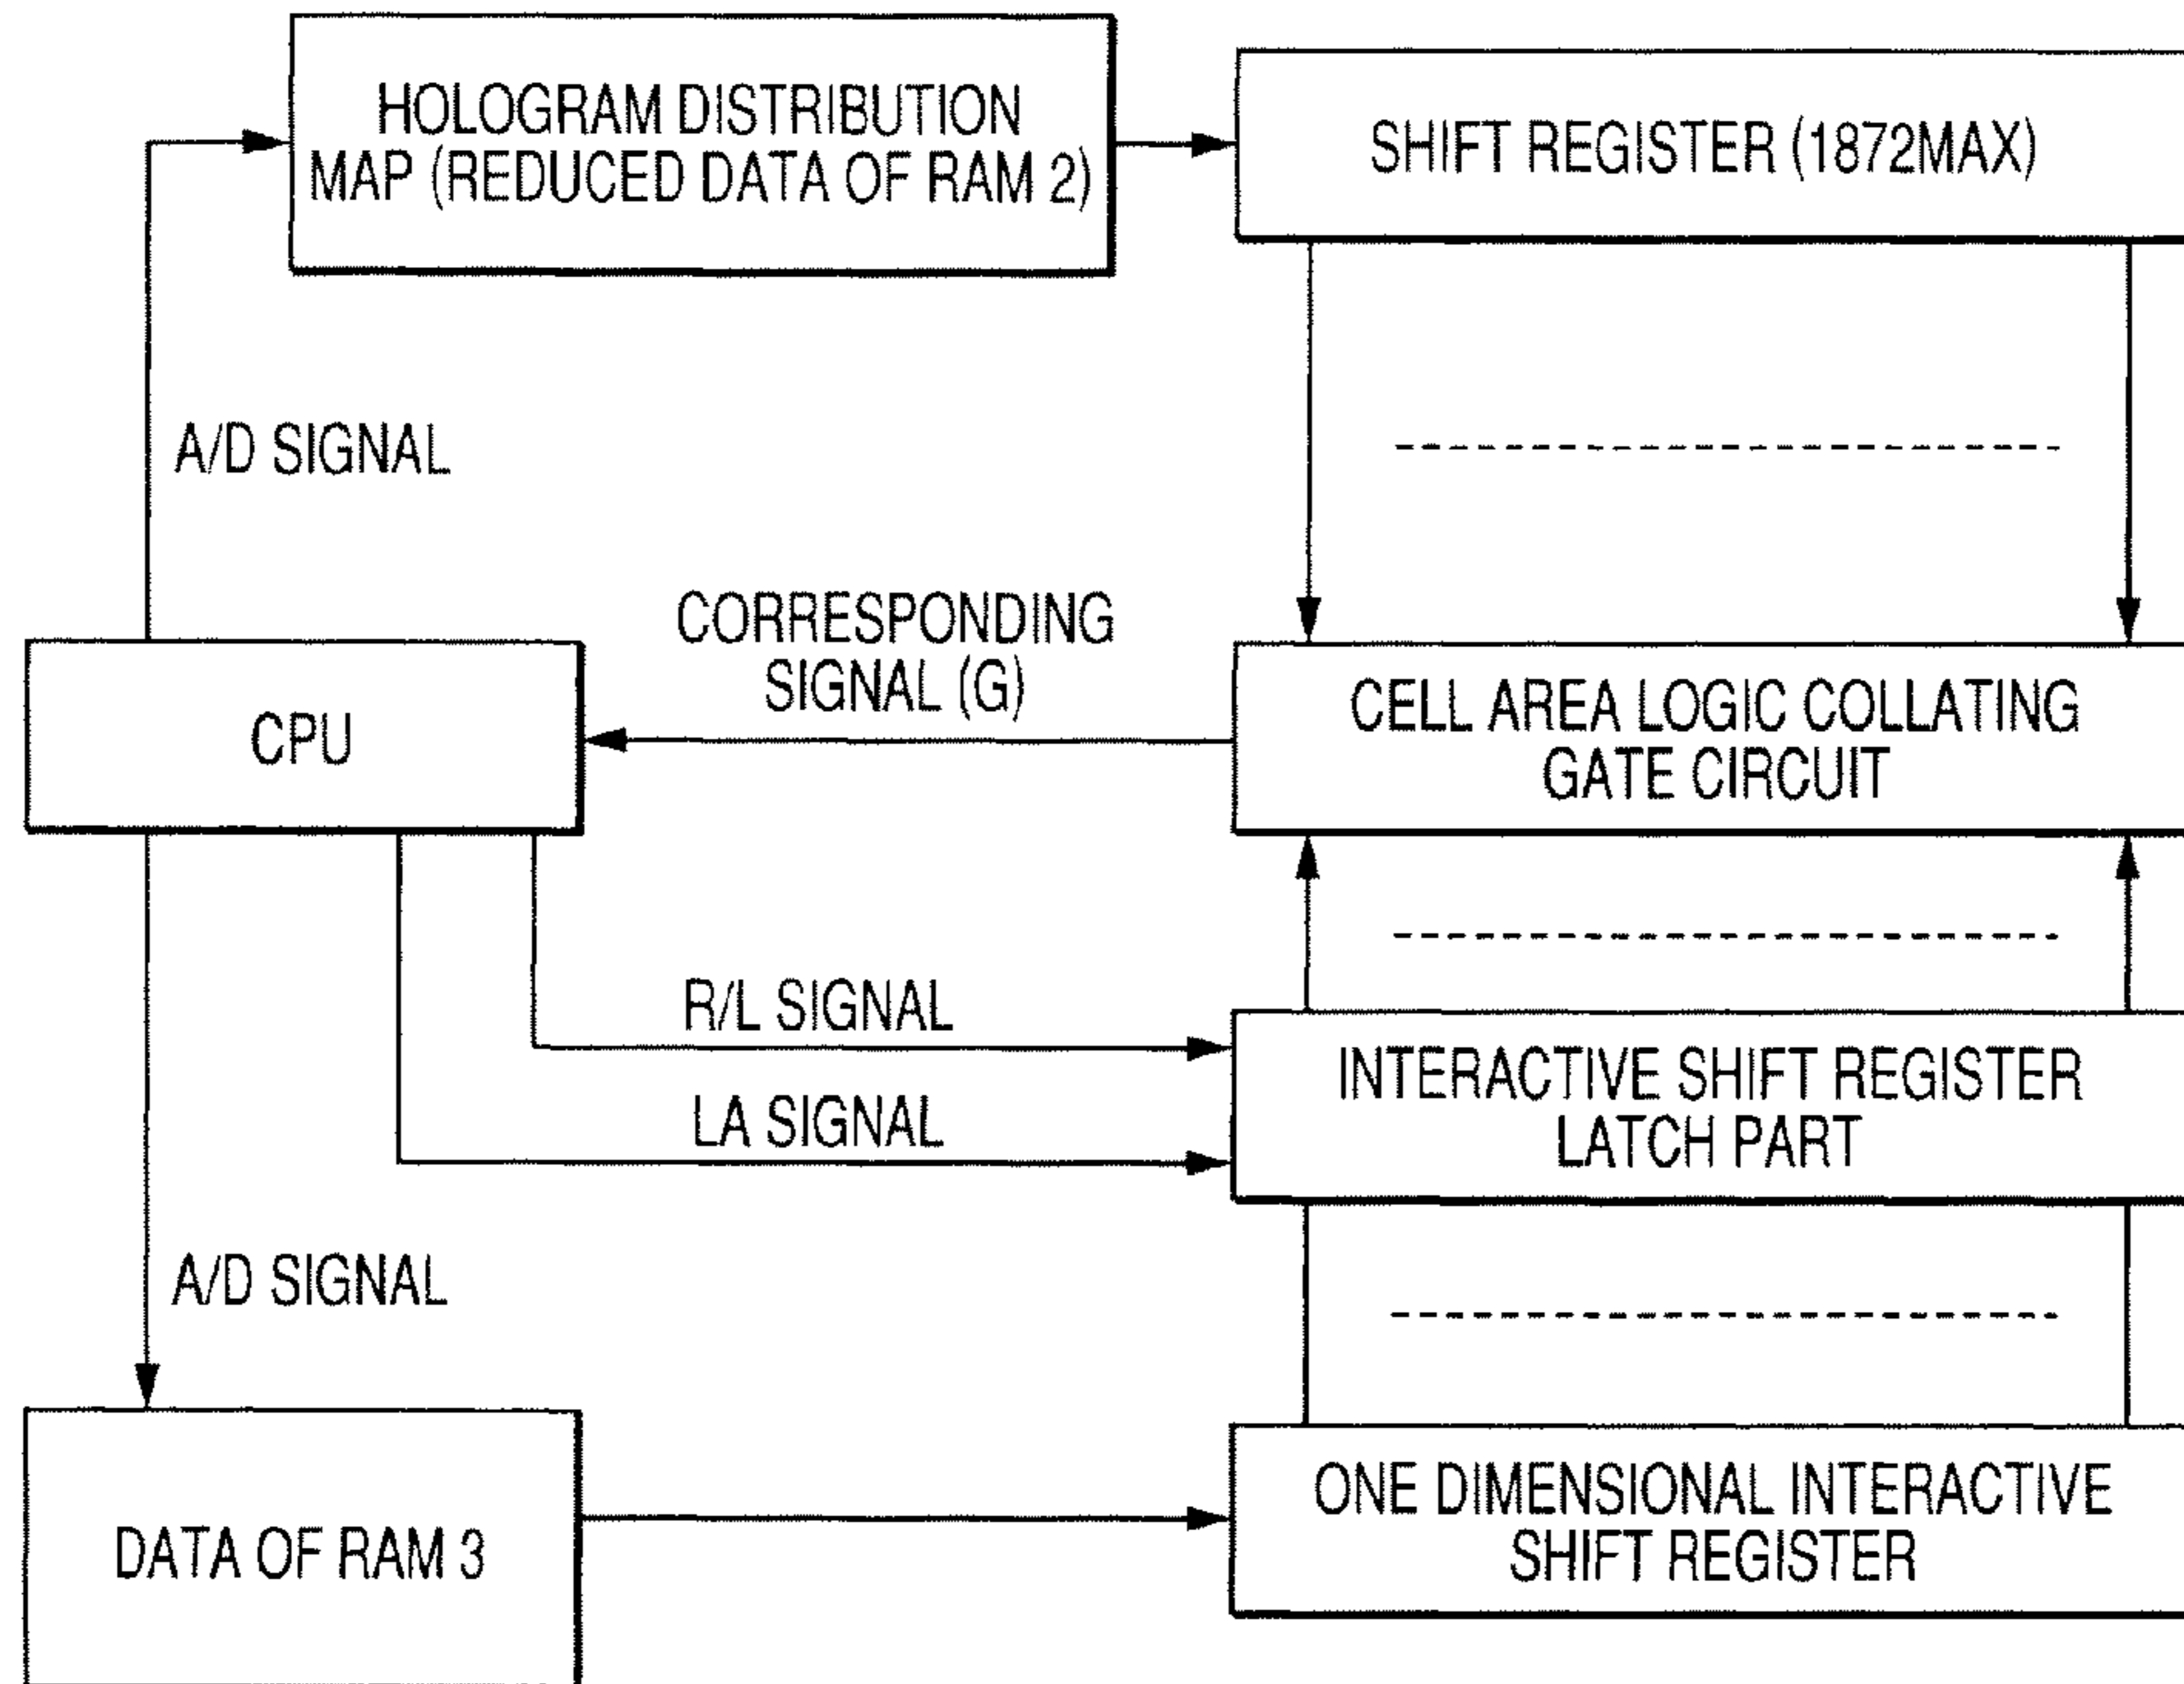 HOLOGRAM DISTRIBUTION
MAP (REDUCED DATA OF RAM 2)
SHIFT REGISTER (1872MAX)
A/D SIGNAL
CORRESPONDING
SIGNAL (G)
CPU
CELL AREA LOGIC COLLATING
GATE CIRCUIT
R/L SIGNAL
LA SIGNAL
INTERACTIVE SHIFT REGISTER
LATCH PART
A/D SIGNAL
DATA OF RAM 3
ONE DIMENSIONAL INTERACTIVE
SHIFT REGISTER